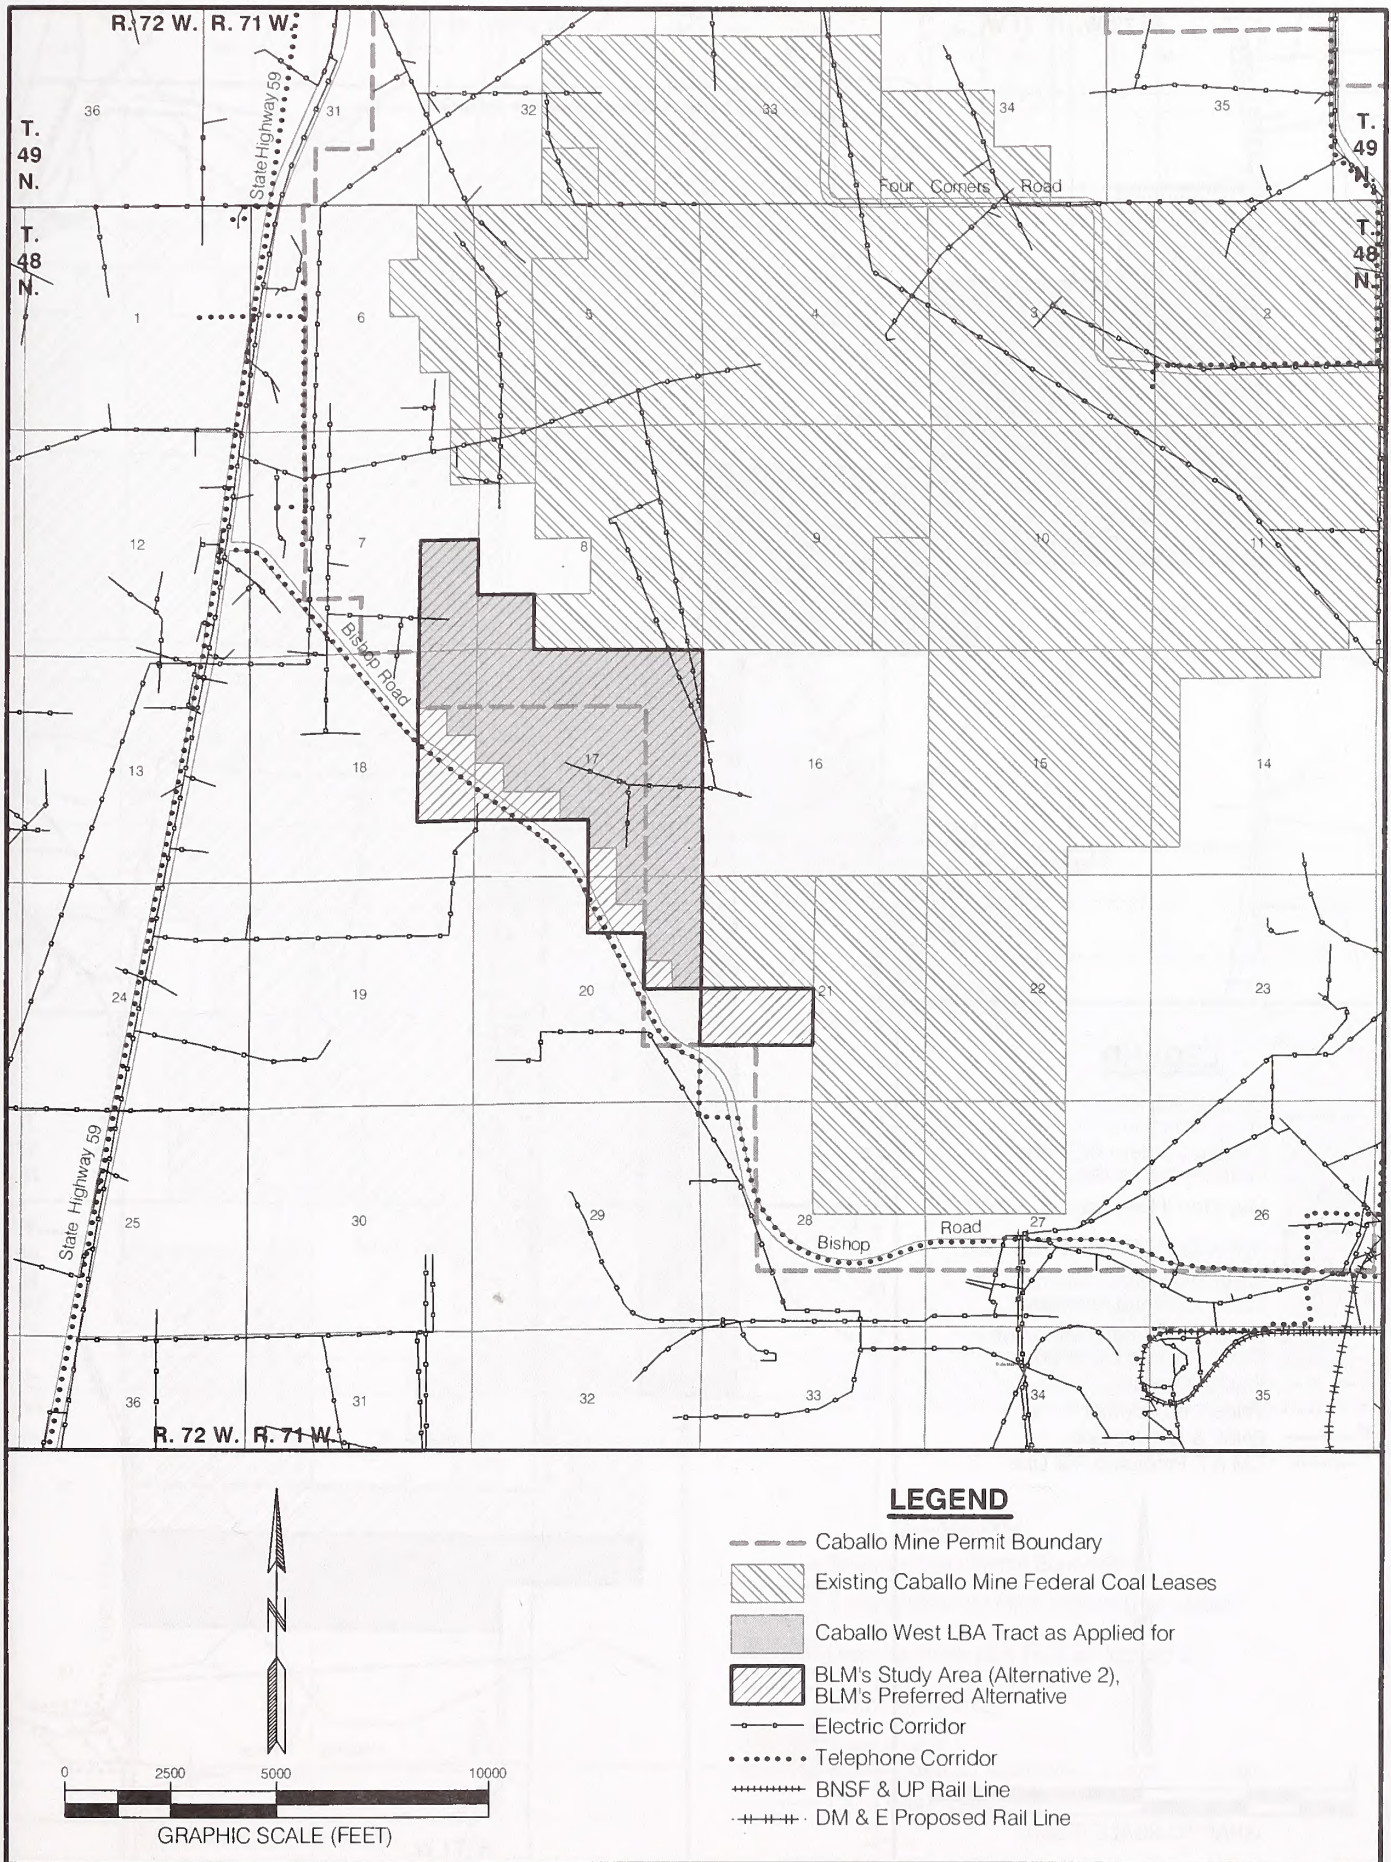 R. 72 W. R. 71 W.
36
31
32
33
34
35
T.
49
N.
T.
49
N.
State Highway 59
Four Corners Road
T.
48
N.
T.
48
N.
1
6
5
4
3
2
12
7
8
9
10
11
Bishop Road
13
18
17
16
15
14
24
19
20
21
22
23
State Highway 59
25
30
29
28
27
26
Bishop Road
36
31
32
33
34
35
R. 72 W. R. 71 W.
LEGEND
Caballo Mine Permit Boundary
Existing Caballo Mine Federal Coal Leases
Caballo West LBA Tract as Applied for
BLM's Study Area (Alternative 2),
BLM's Preferred Alternative
Electric Corridor
Telephone Corridor
BNSF & UP Rail Line
DM & E Proposed Rail Line
N
0 2500 5000 10000
GRAPHIC SCALE (FEET)